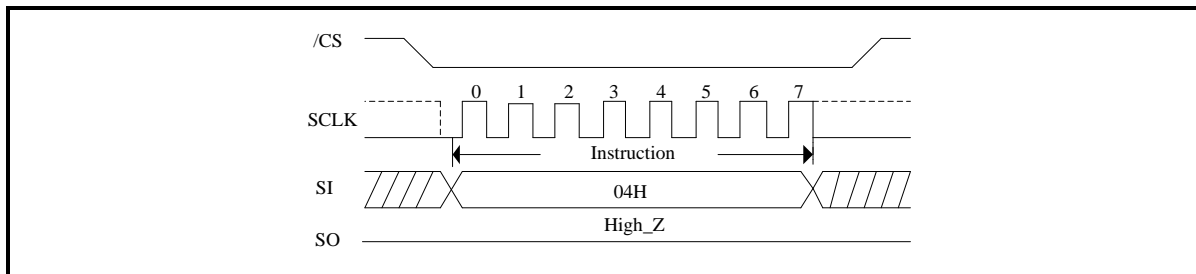 /CS
0 1 2 3 4 5 6 7
SCLK
Instruction
SI
04H
High_Z
SO